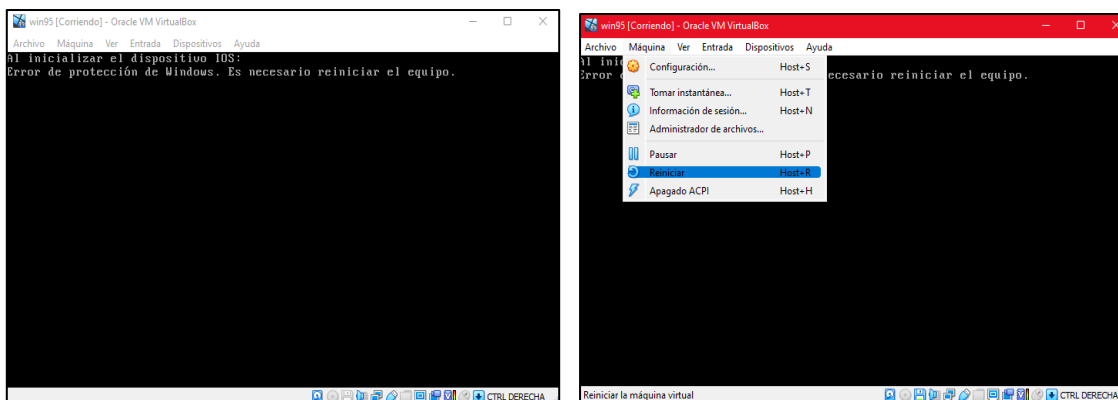 win95 [Corriendo] - Oracle VM VirtualBox
Archivo Máquina Ver Entrada Dispositivos Ayuda
Al inicializar el dispositivo IOS:
Error de protección de Windows. Es necesario reiniciar el equipo.
CTRL DERECHA
win95 [Corriendo] - Oracle VM VirtualBox
Archivo Máquina Ver Entrada Dispositivos Ayuda
Al ini
Error ecesario reiniciar el equipo.
Configuración... Host+S
Tomar instantánea... Host+T
Información de sesión... Host+N
Administrador de archivos...
Pausar Host+P
Reiniciar Host+R
Apagado ACPI Host+H
Reiniciar la máquina virtual
CTRL DERECHA